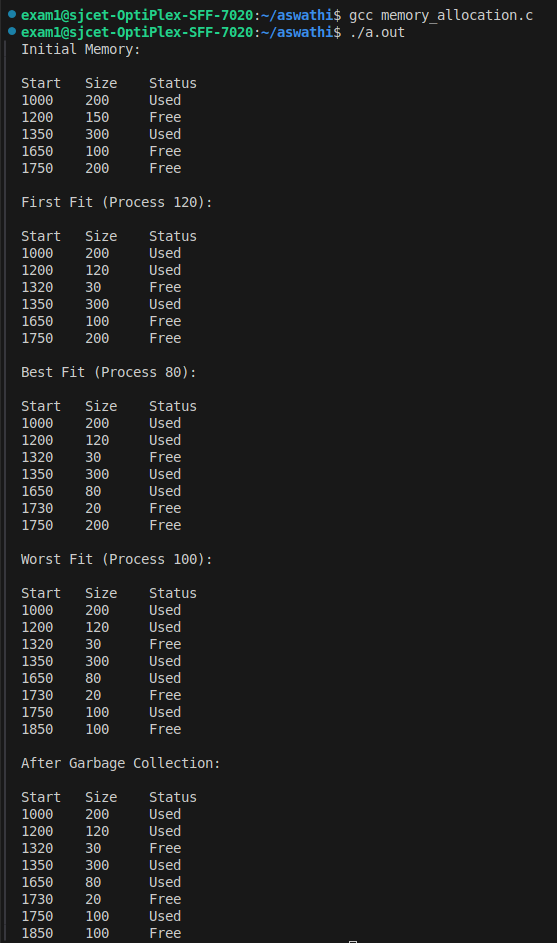 exam1@sjcet-OptiPlex-SFF-7020:~/aswathi$ gcc memory_allocation.c
exam1@sjcet-OptiPlex-SFF-7020:~/aswathi$ ./a.out
Initial Memory:
Start Size Status
1000 200 Used
1200 150 Free
1350 300 Used
1650 100 Free
1750 200 Free
First Fit (Process 120):
Start Size Status
1000 200 Used
1200 120 Used
1320 30 Free
1350 300 Used
1650 100 Free
1750 200 Free
Best Fit (Process 80):
Start Size Status
1000 200 Used
1200 120 Used
1320 30 Free
1350 300 Used
1650 80 Used
1730 20 Free
1750 200 Free
Worst Fit (Process 100):
Start Size Status
1000 200 Used
1200 120 Used
1320 30 Free
1350 300 Used
1650 80 Used
1730 20 Free
1750 100 Used
1850 100 Free
After Garbage Collection:
Start Size Status
1000 200 Used
1200 120 Used
1320 30 Free
1350 300 Used
1650 80 Used
1730 20 Free
1750 100 Used
1850 100 Free